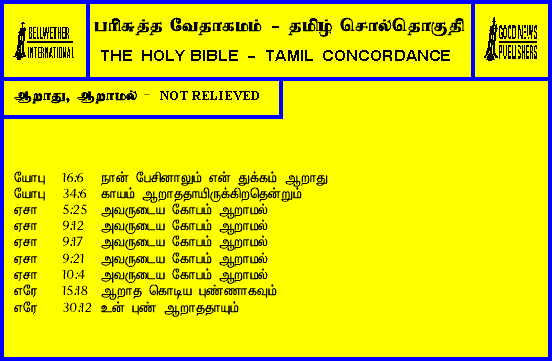 BELLWETHER
INTERNATIONAL
பரிசுத்த வேதாகமம் - தமிழ் சொல்தொகுதி
THE HOLY BIBLE - TAMIL CONCORDANCE
GOOD NEWS
PUBLISHERS
ஆறாது, ஆறாமல் - NOT RELIEVED
யோபு 16:6 நான் பேசினாலும் என் துக்கம் ஆறாது
யோபு 34:6 காயம் ஆறாததாயிருக்கிறதென்றும்
ஏசா 5:25 அவருடைய கோபம் ஆறாமல்
ஏசா 9:12 அவருடைய கோபம் ஆறாமல்
ஏசா 9:17 அவருடைய கோபம் ஆறாமல்
ஏசா 9:21 அவருடைய கோபம் ஆறாமல்
ஏசா 10:4 அவருடைய கோபம் ஆறாமல்
எரே 15:18 ஆறாத கொடிய புண்ணாகவும்
எரே 30:12 உன் புண் ஆறாததாயும்